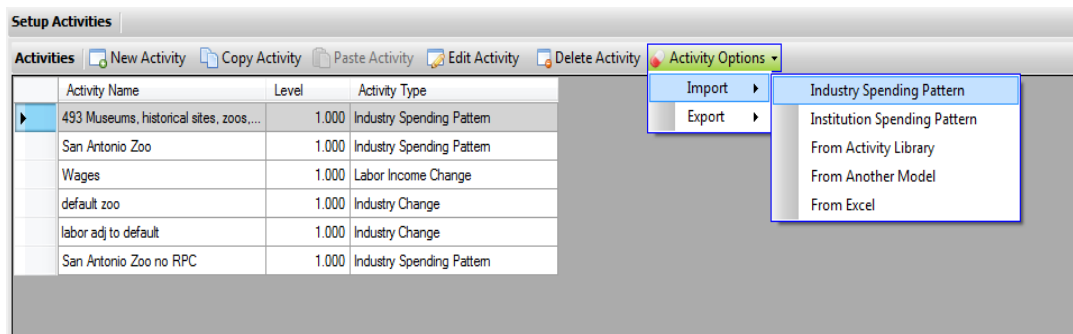 Setup Activities
Activities New Activity Copy Activity Paste Activity Edit Activity Delete Activity Activity Options
Activity Name Level Activity Type
493 Museums, historical sites, zoos,... 1.000 Industry Spending Pattern
San Antonio Zoo 1.000 Industry Spending Pattern
Wages 1.000 Labor Income Change
default zoo 1.000 Industry Change
labor adj to default 1.000 Industry Change
San Antonio Zoo no RPC 1.000 Industry Spending Pattern
Import
Export
Industry Spending Pattern
Institution Spending Pattern
From Activity Library
From Another Model
From Excel